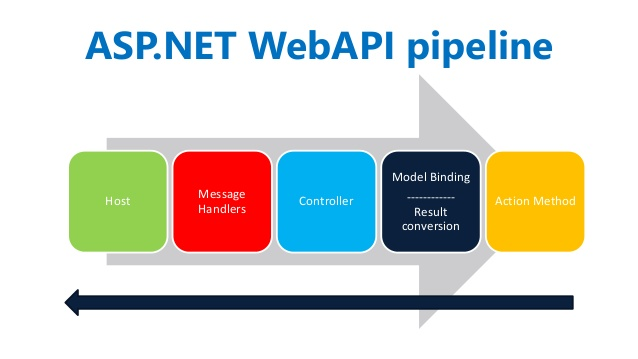 ASP.NET WebAPI pipeline
Host
Message
Handlers
Controller
Model Binding
------------
Result
conversion
Action Method